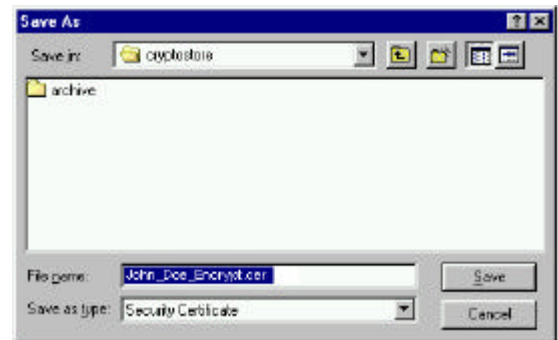 Save As
Save in: cryptostore
archive
File name: John_Doe_Encrypt.cer
Save
Save as type: Security Certificate
Cancel